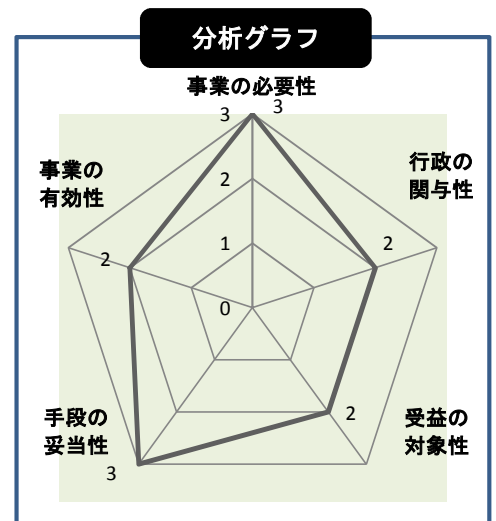 分析グラフ
事業の必要性
3
3
行政の
関与性
事業の
有効性
2
2
2
1
0
2
受益の
対象性
手段の
妥当性
3